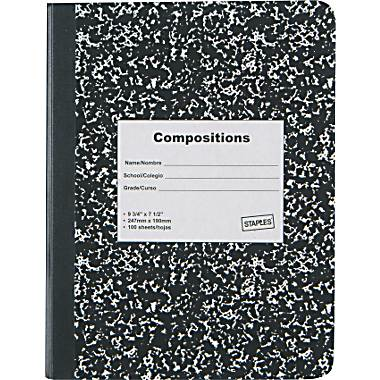 Compositions
Name/Nombre
School/Colegio
Grade/Curso
• 9 3/4" x 7 1/2"
• 247mm x 190mm
• 100 sheets/hojas
STAPLES